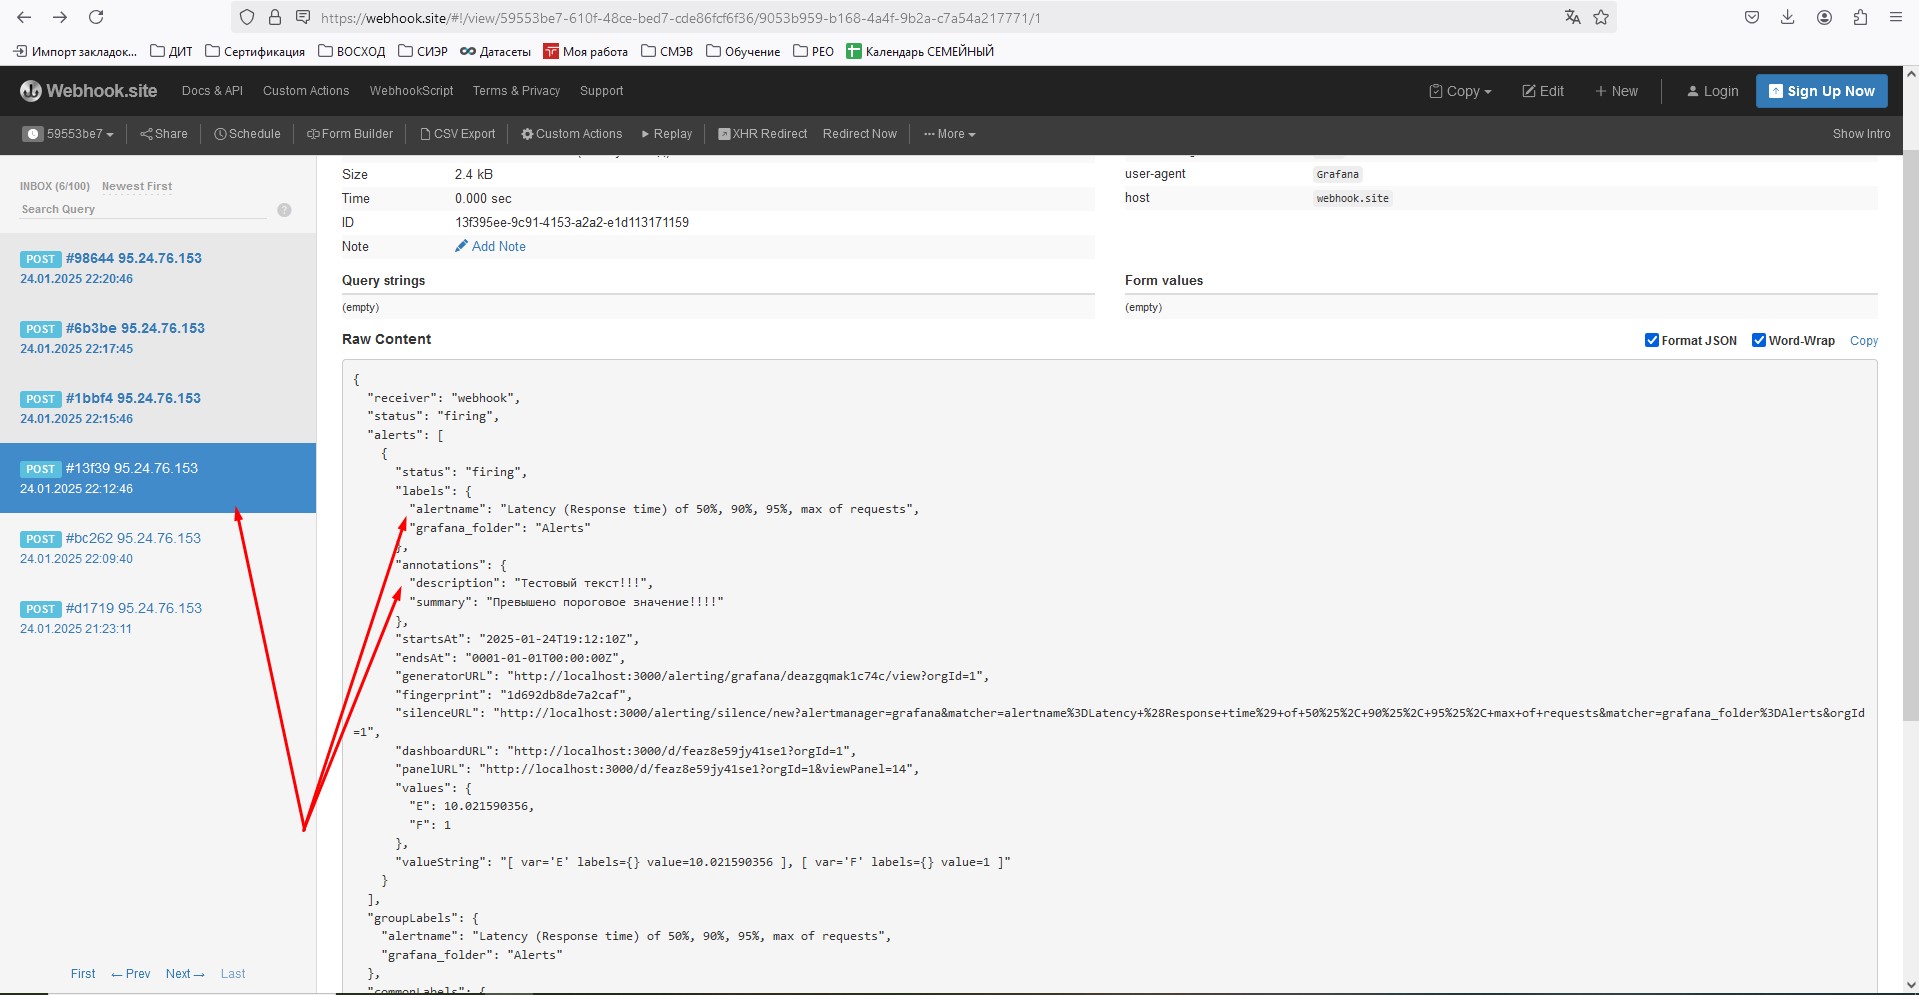 https://webhook.site/#!/view/59553be7-610f-48ce-bed7-cde86fcf6f36/9053b959-b168-4a4f-9b2a-c7a54a217771/1
Импорт закладок... ДИТ Сертификация ВОСХОД СИЭР Датасеты Моя работа СМЭВ Обучение РЕО Календарь СЕМЕЙНЫЙ
Webhook.site Docs & API Custom Actions WebhookScript Terms & Privacy Support Copy Edit + New Login Sign Up Now
59553be7 Share Schedule Form Builder CSV Export Custom Actions Replay XHR Redirect Redirect Now ··· More Show Intro
INBOX (6/100) Newest First
Search Query ?
POST #98644 95.24.76.153
24.01.2025 22:20:46
POST #6b3be 95.24.76.153
24.01.2025 22:17:45
POST #1bbf4 95.24.76.153
24.01.2025 22:15:46
POST #13f39 95.24.76.153
24.01.2025 22:12:46
POST #bc262 95.24.76.153
24.01.2025 22:09:40
POST #d1719 95.24.76.153
24.01.2025 21:23:11
First ← Prev Next → Last
Size 2.4 kB
Time 0.000 sec
ID 13f395ee-9c91-4153-a2a2-e1d113171159
Note Add Note
user-agent Grafana
host webhook.site
Query strings
(empty)
Form values
(empty)
Raw Content
Format JSON Word-Wrap Copy
{
"receiver": "webhook",
"status": "firing",
"alerts": [
{
"status": "firing",
"labels": {
"alertname": "Latency (Response time) of 50%, 90%, 95%, max of requests",
"grafana_folder": "Alerts"
},
"annotations": {
"description": "Тестовый текст!!!",
"summary": "Превышено пороговое значение!!!!"
},
"startsAt": "2025-01-24T19:12:10Z",
"endsAt": "0001-01-01T00:00:00Z",
"generatorURL": "http://localhost:3000/alerting/grafana/deazgqmak1c74c/view?orgId=1",
"fingerprint": "1d692db8de7a2caf",
"silenceURL": "http://localhost:3000/alerting/silence/new?alertmanager=grafana&matcher=alertname%3DLatency+%28Response+time%29+of+50%25%2C+90%25%2C+95%25%2C+max+of+requests&matcher=grafana_folder%3DAlerts&orgId
=1",
"dashboardURL": "http://localhost:3000/d/feaz8e59jy41se1?orgId=1",
"panelURL": "http://localhost:3000/d/feaz8e59jy41se1?orgId=1&viewPanel=14",
"values": {
"E": 10.021590356,
"F": 1
},
"valueString": "[ var='E' labels={} value=10.021590356 ], [ var='F' labels={} value=1 ]"
}
],
"groupLabels": {
"alertname": "Latency (Response time) of 50%, 90%, 95%, max of requests",
"grafana_folder": "Alerts"
},
"commonLabels": {